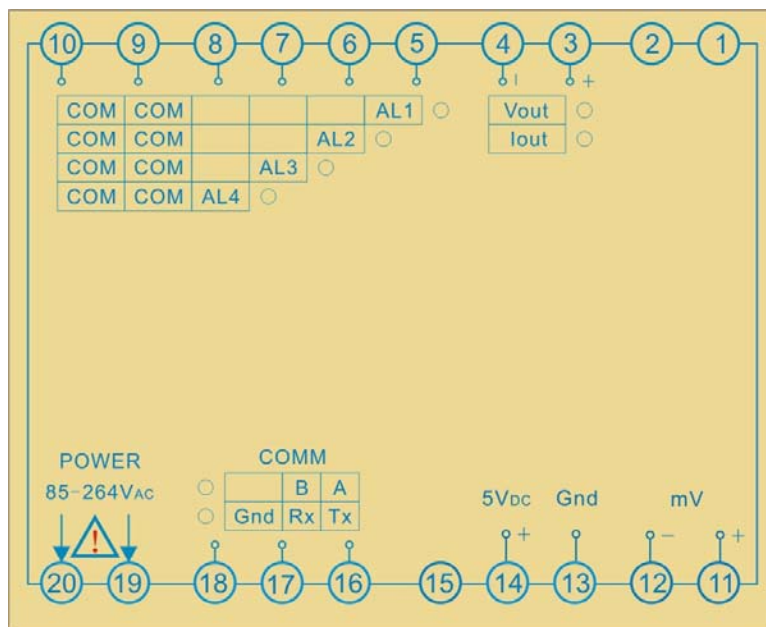 10 9 8 7 6 5 4 3 2 1
− +
COM COM AL1 Vout
COM COM AL2 Iout
COM COM AL3
COM COM AL4
POWER COMM
85-264VAC B A
Gnd Rx Tx
5VDC Gnd mV
+ − +
20 19 ! 18 17 16 15 14 13 12 11